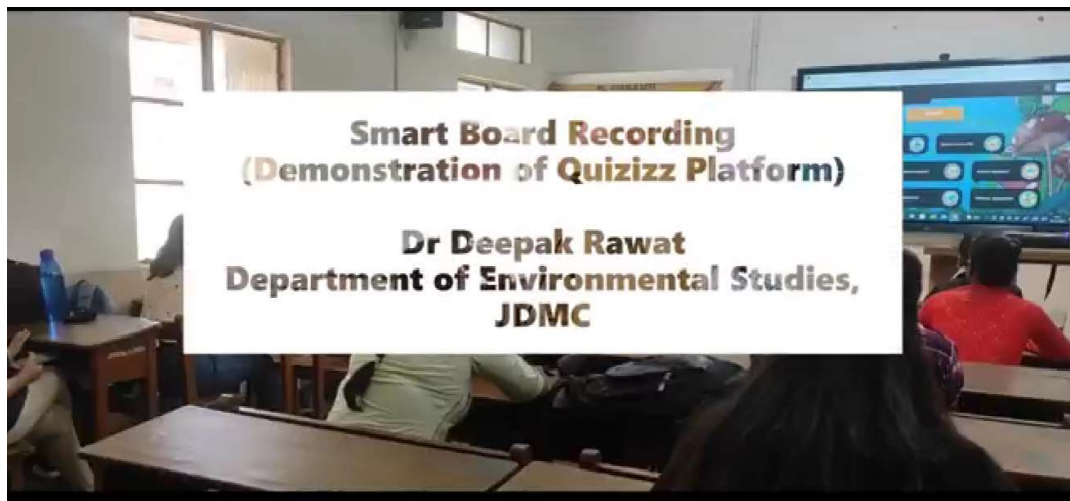 Smart Board Recording
(Demonstration of Quizizz Platform)
Dr Deepak Rawat
Department of Environmental Studies,
JDMC